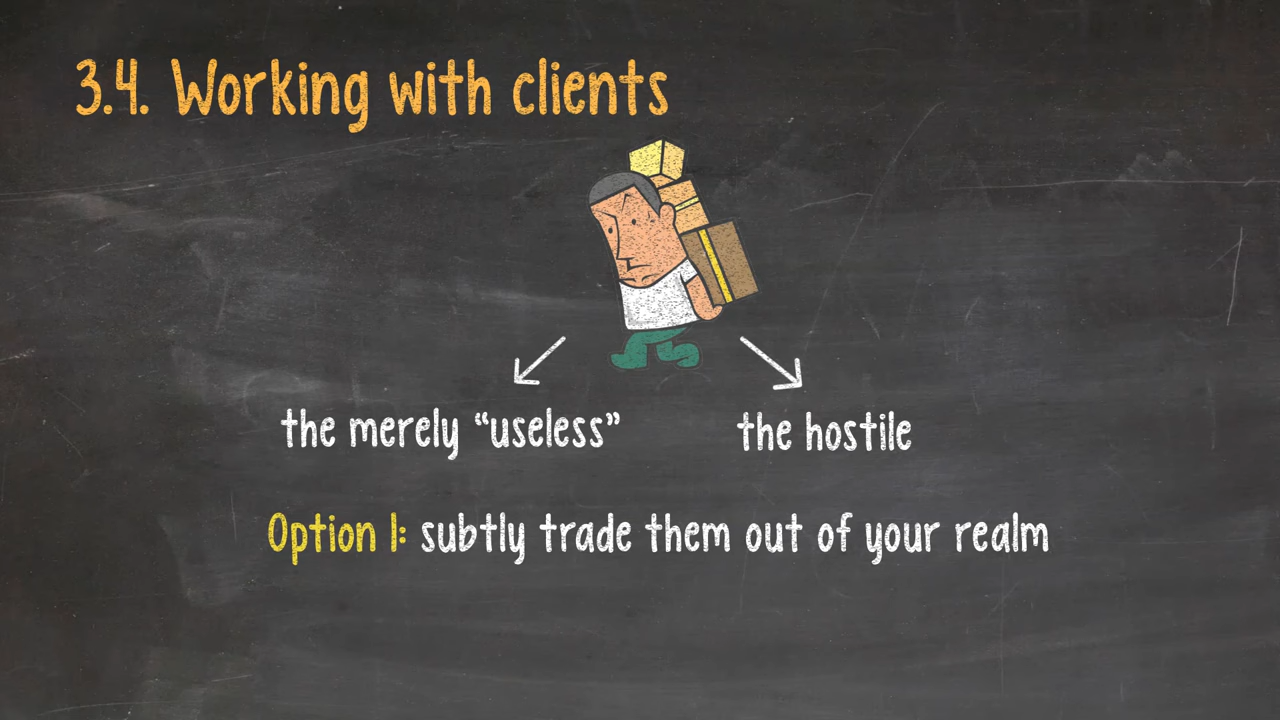 3.4. Working with clients
the merely “useless”
the hostile
Option 1: subtly trade them out of your realm